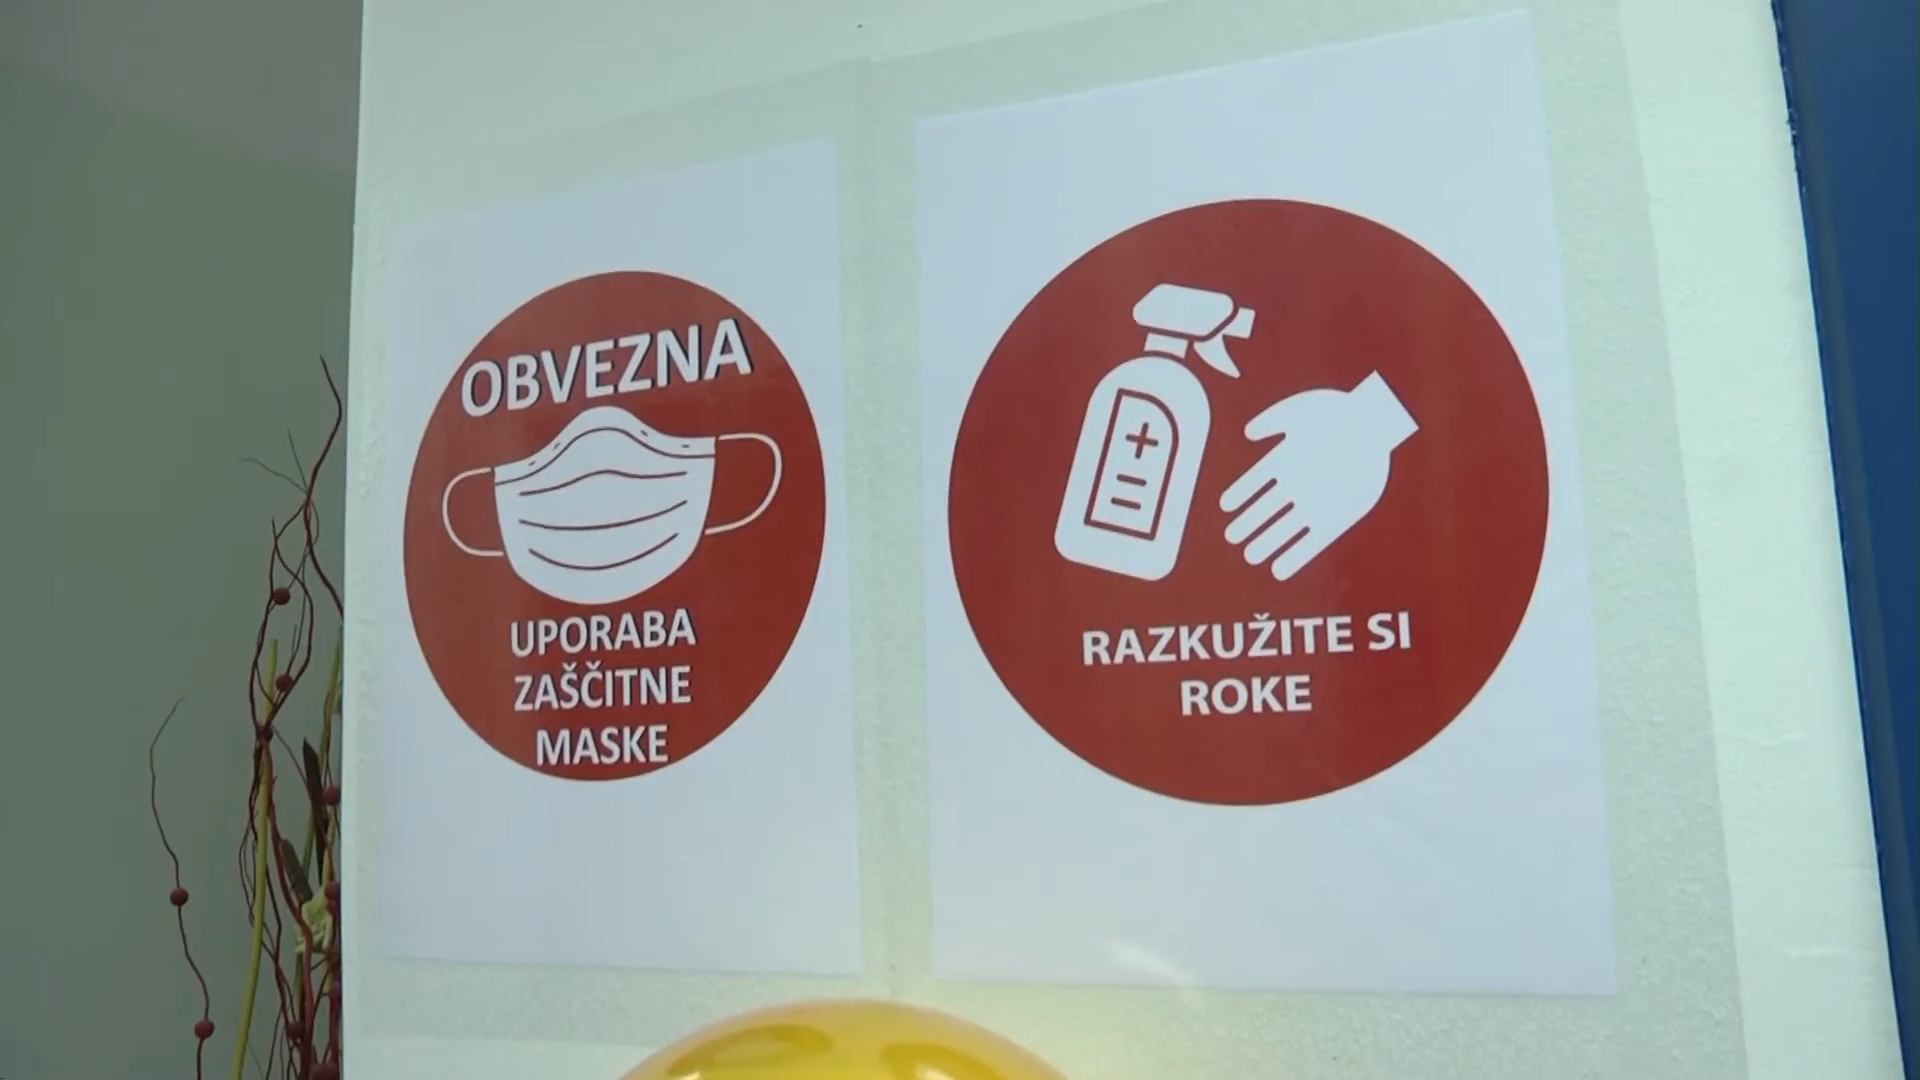 OBVEZNA
UPORABA
ZAŠČITNE
MASKE
RAZKUŽITE SI
ROKE